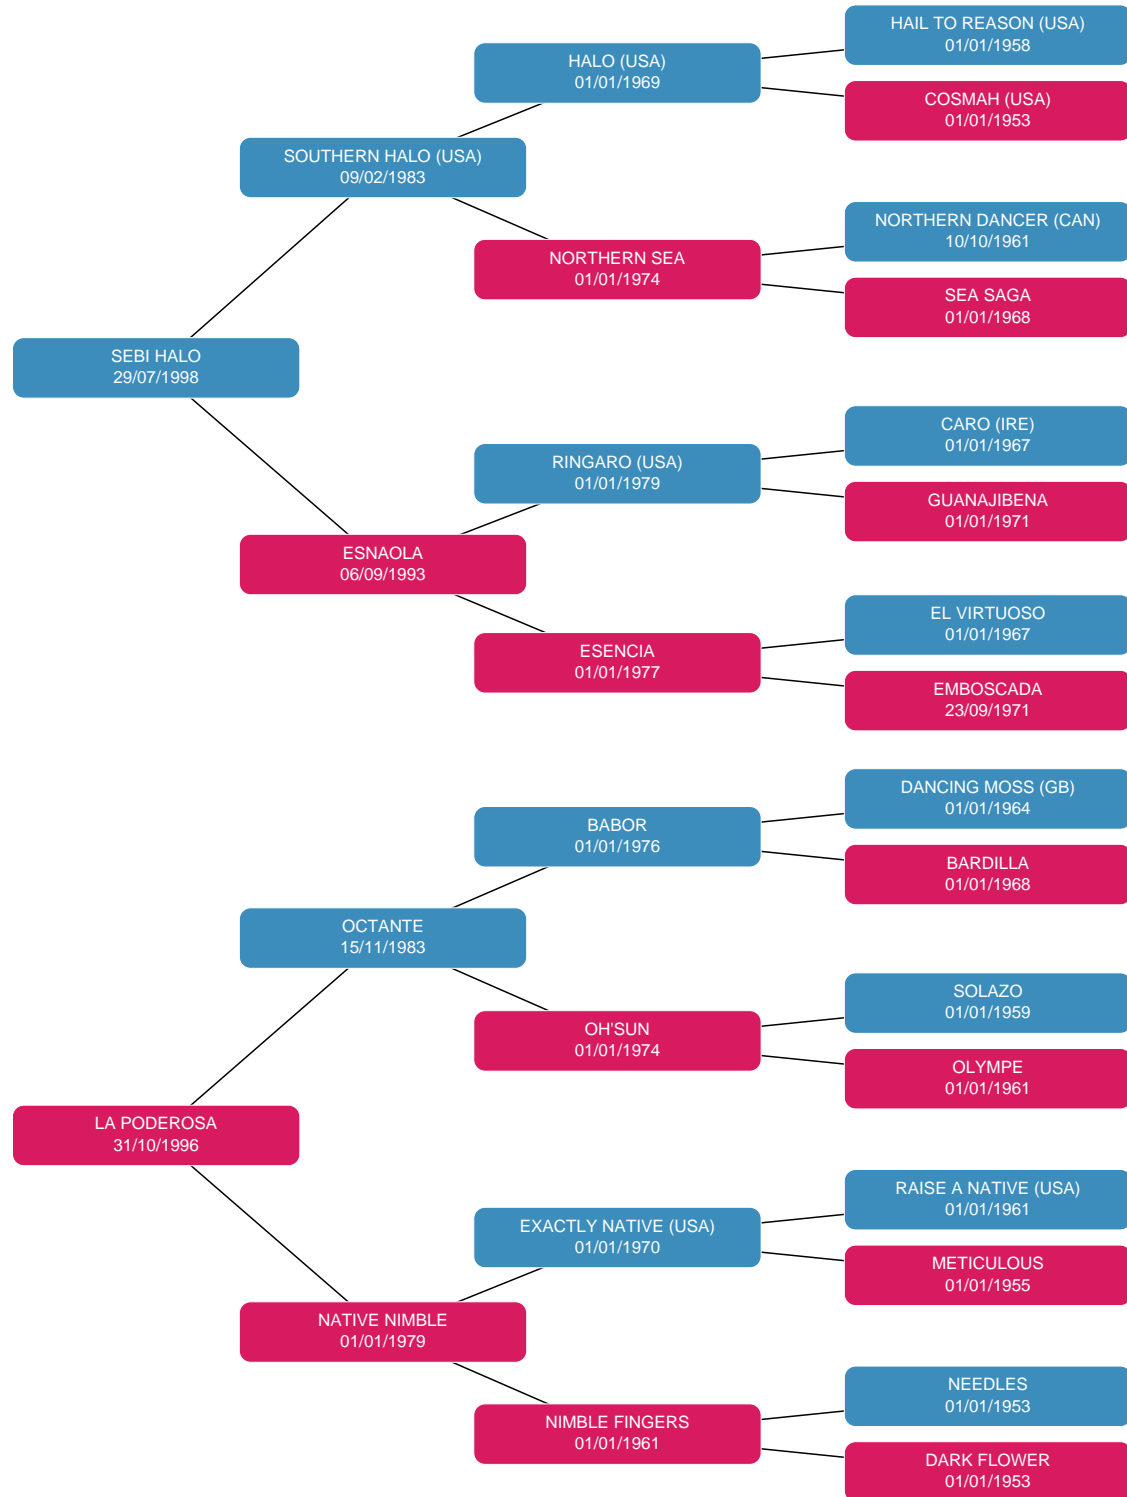 HAIL TO REASON (USA)
01/01/1958
HALO (USA)
01/01/1969
COSMAH (USA)
01/01/1953
SOUTHERN HALO (USA)
09/02/1983
NORTHERN DANCER (CAN)
10/10/1961
NORTHERN SEA
01/01/1974
SEA SAGA
01/01/1968
SEBI HALO
29/07/1998
CARO (IRE)
01/01/1967
RINGARO (USA)
01/01/1979
GUANAJIBENA
01/01/1971
ESNAOLA
06/09/1993
EL VIRTUOSO
01/01/1967
ESENCIA
01/01/1977
EMBOSCADA
23/09/1971
DANCING MOSS (GB)
01/01/1964
BABOR
01/01/1976
BARDILLA
01/01/1968
OCTANTE
15/11/1983
SOLAZO
01/01/1959
OH'SUN
01/01/1974
OLYMPE
01/01/1961
LA PODEROSA
31/10/1996
RAISE A NATIVE (USA)
01/01/1961
EXACTLY NATIVE (USA)
01/01/1970
METICULOUS
01/01/1955
NATIVE NIMBLE
01/01/1979
NEEDLES
01/01/1953
NIMBLE FINGERS
01/01/1961
DARK FLOWER
01/01/1953